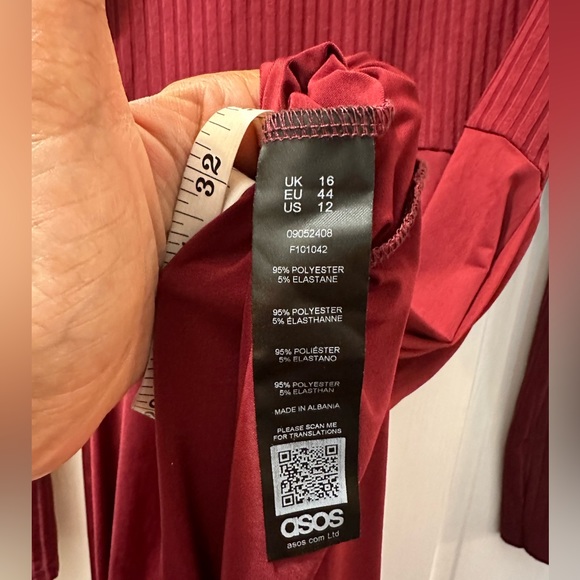 32
UK 16
EU 44
US 12
09052408
F101042
95% POLYESTER
5% ELASTANE
95% POLYESTER
5% ÉLASTHANNE
95% POLIÉSTER
5% ELASTANO
95% POLYESTER
5% ELASTHAN
MADE IN ALBANIA
PLEASE SCAN ME
FOR TRANSLATIONS
asos
asos.com Ltd